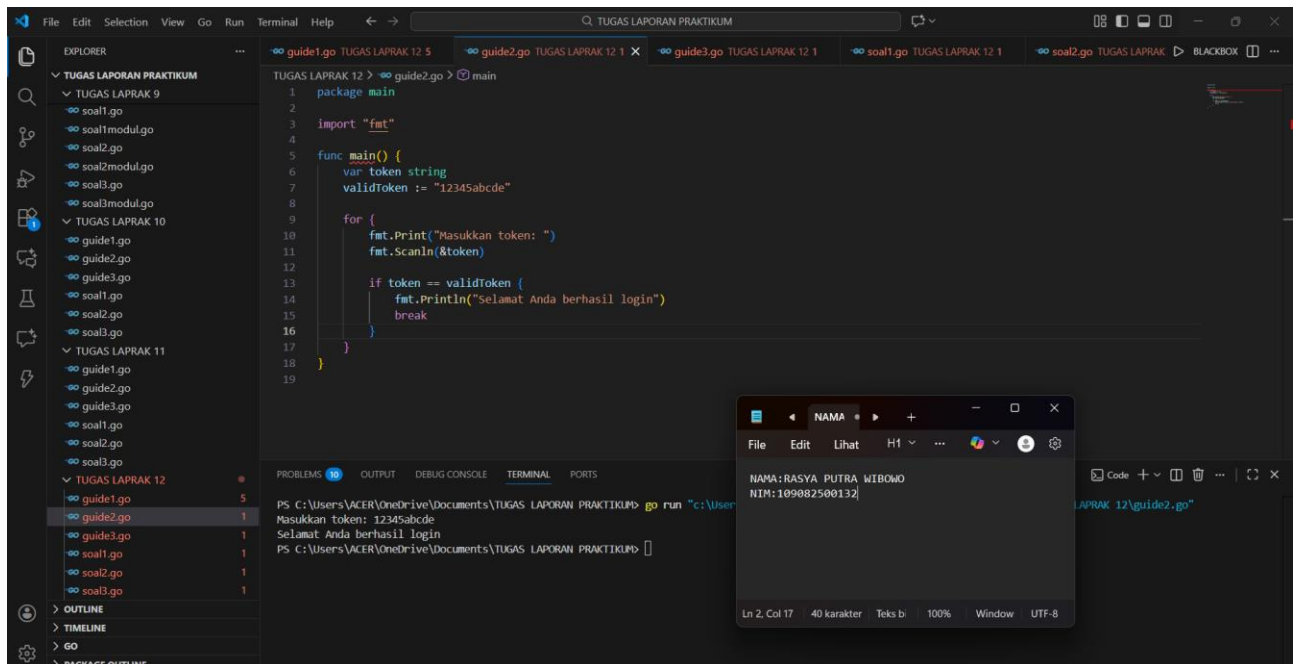 File Edit Selection View Go Run Terminal Help
TUGAS LAPORAN PRAKTIKUM
EXPLORER
TUGAS LAPORAN PRAKTIKUM
TUGAS LAPRAK 9
soal1.go
soal1modul.go
soal2.go
soal2modul.go
soal3.go
soal3modul.go
TUGAS LAPRAK 10
guide1.go
guide2.go
guide3.go
soal1.go
soal2.go
soal3.go
TUGAS LAPRAK 11
guide1.go
guide2.go
guide3.go
soal1.go
soal2.go
soal3.go
TUGAS LAPRAK 12
guide1.go 5
guide2.go 1
guide3.go 1
soal1.go 1
soal2.go 1
soal3.go 1
OUTLINE
TIMELINE
GO
PACKAGE OUTLINE
guide1.go TUGAS LAPRAK 12 5 guide2.go TUGAS LAPRAK 12 1 guide3.go TUGAS LAPRAK 12 1 soal1.go TUGAS LAPRAK 12 1 soal2.go TUGAS LAPRAK BLACKBOX ...
TUGAS LAPRAK 12 > guide2.go > main
1 package main
2
3 import "fmt"
4
5 func main() {
6 var token string
7 validToken := "12345abcde"
8
9 for {
10 fmt.Print("Masukkan token: ")
11 fmt.Scanln(&token)
12
13 if token == validToken {
14 fmt.Println("Selamat Anda berhasil login")
15 break
16 }
17 }
18 }
19
PROBLEMS 10 OUTPUT DEBUG CONSOLE TERMINAL PORTS
Code
PS C:\Users\ACER\OneDrive\Documents\TUGAS LAPORAN PRAKTIKUM> go run "c:\User
LAPRAK 12\guide2.go"
Masukkan token: 12345abcde
Selamat Anda berhasil login
PS C:\Users\ACER\OneDrive\Documents\TUGAS LAPORAN PRAKTIKUM>
NAMA
File Edit Lihat H1 ...
NAMA:RASYA PUTRA WIBOWO
NIM:109082500132
Ln 2, Col 17 40 karakter Teks bi 100% Window UTF-8